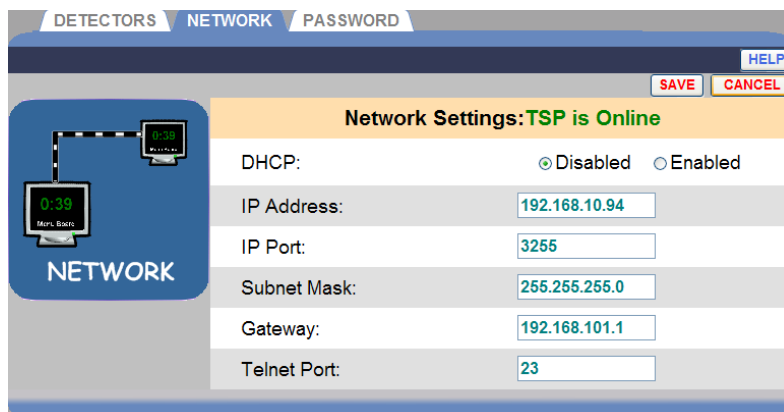 DETECTORS NETWORK PASSWORD
HELP
SAVE CANCEL
Network Settings:TSP is Online
DHCP: Disabled Enabled
0:39
0:39
Menu Board
NETWORK
IP Address: 192.168.10.94
IP Port: 3255
Subnet Mask: 255.255.255.0
Gateway: 192.168.101.1
Telnet Port: 23